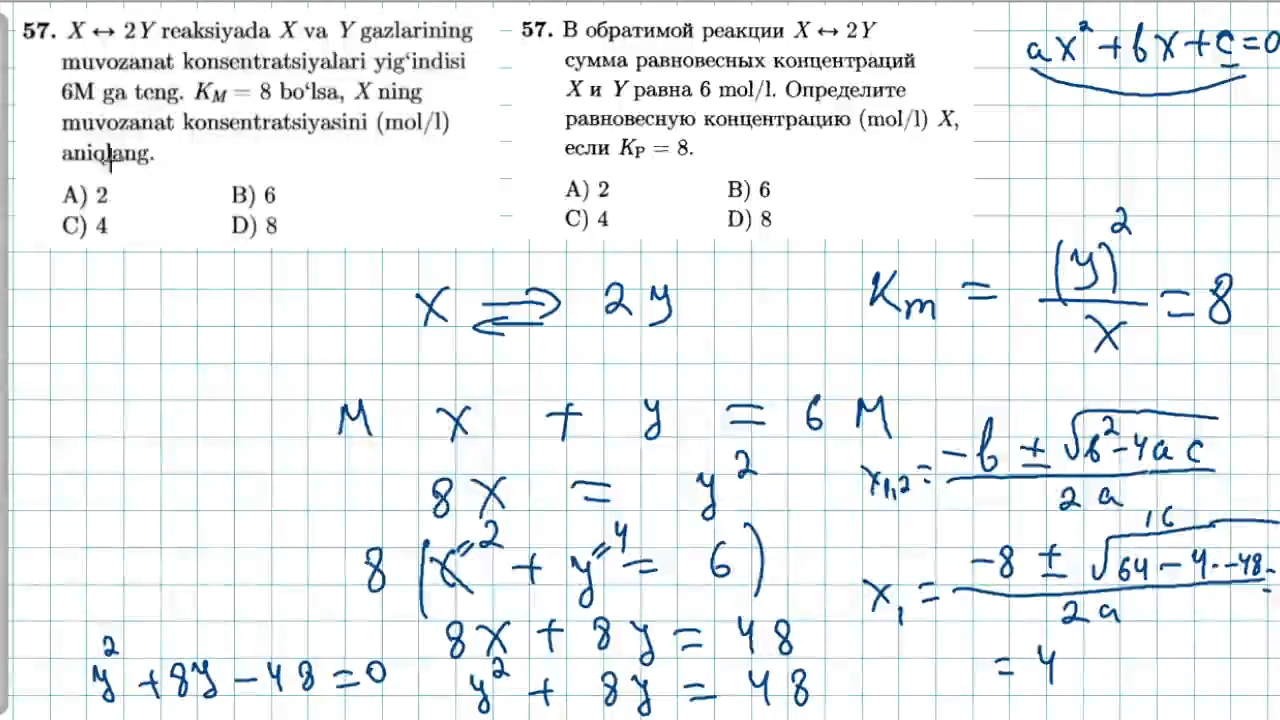 57. X ↔ 2Y reaksiyada X va Y gazlarining
muvozanat konsentratsiyalari yig‘indisi
6M ga teng. K_M = 8 bo‘lsa, X ning
muvozanat konsentratsiyasini (mol/l)
aniqlang.
A) 2 B) 6
C) 4 D) 8
57. В обратимой реакции X ↔ 2Y
сумма равновесных концентраций
X и Y равна 6 mol/l. Определите
равновесную концентрацию (mol/l) X,
если K_P = 8.
A) 2 B) 6
C) 4 D) 8
ax² + bx + c = 0
x ⇌ 2y
K_m = (y)² / x = 8
M x + y = 6 M
8x = y²
8 (x=2 + y=4 = 6)
8x + 8y = 48
y² + 8y = 48
y² + 8y - 48 = 0
x₁,₂ = -b ± √b² - 4ac / 2a
16
x₁ = -8 ± √64 - 4·-48 / 2a
= 4